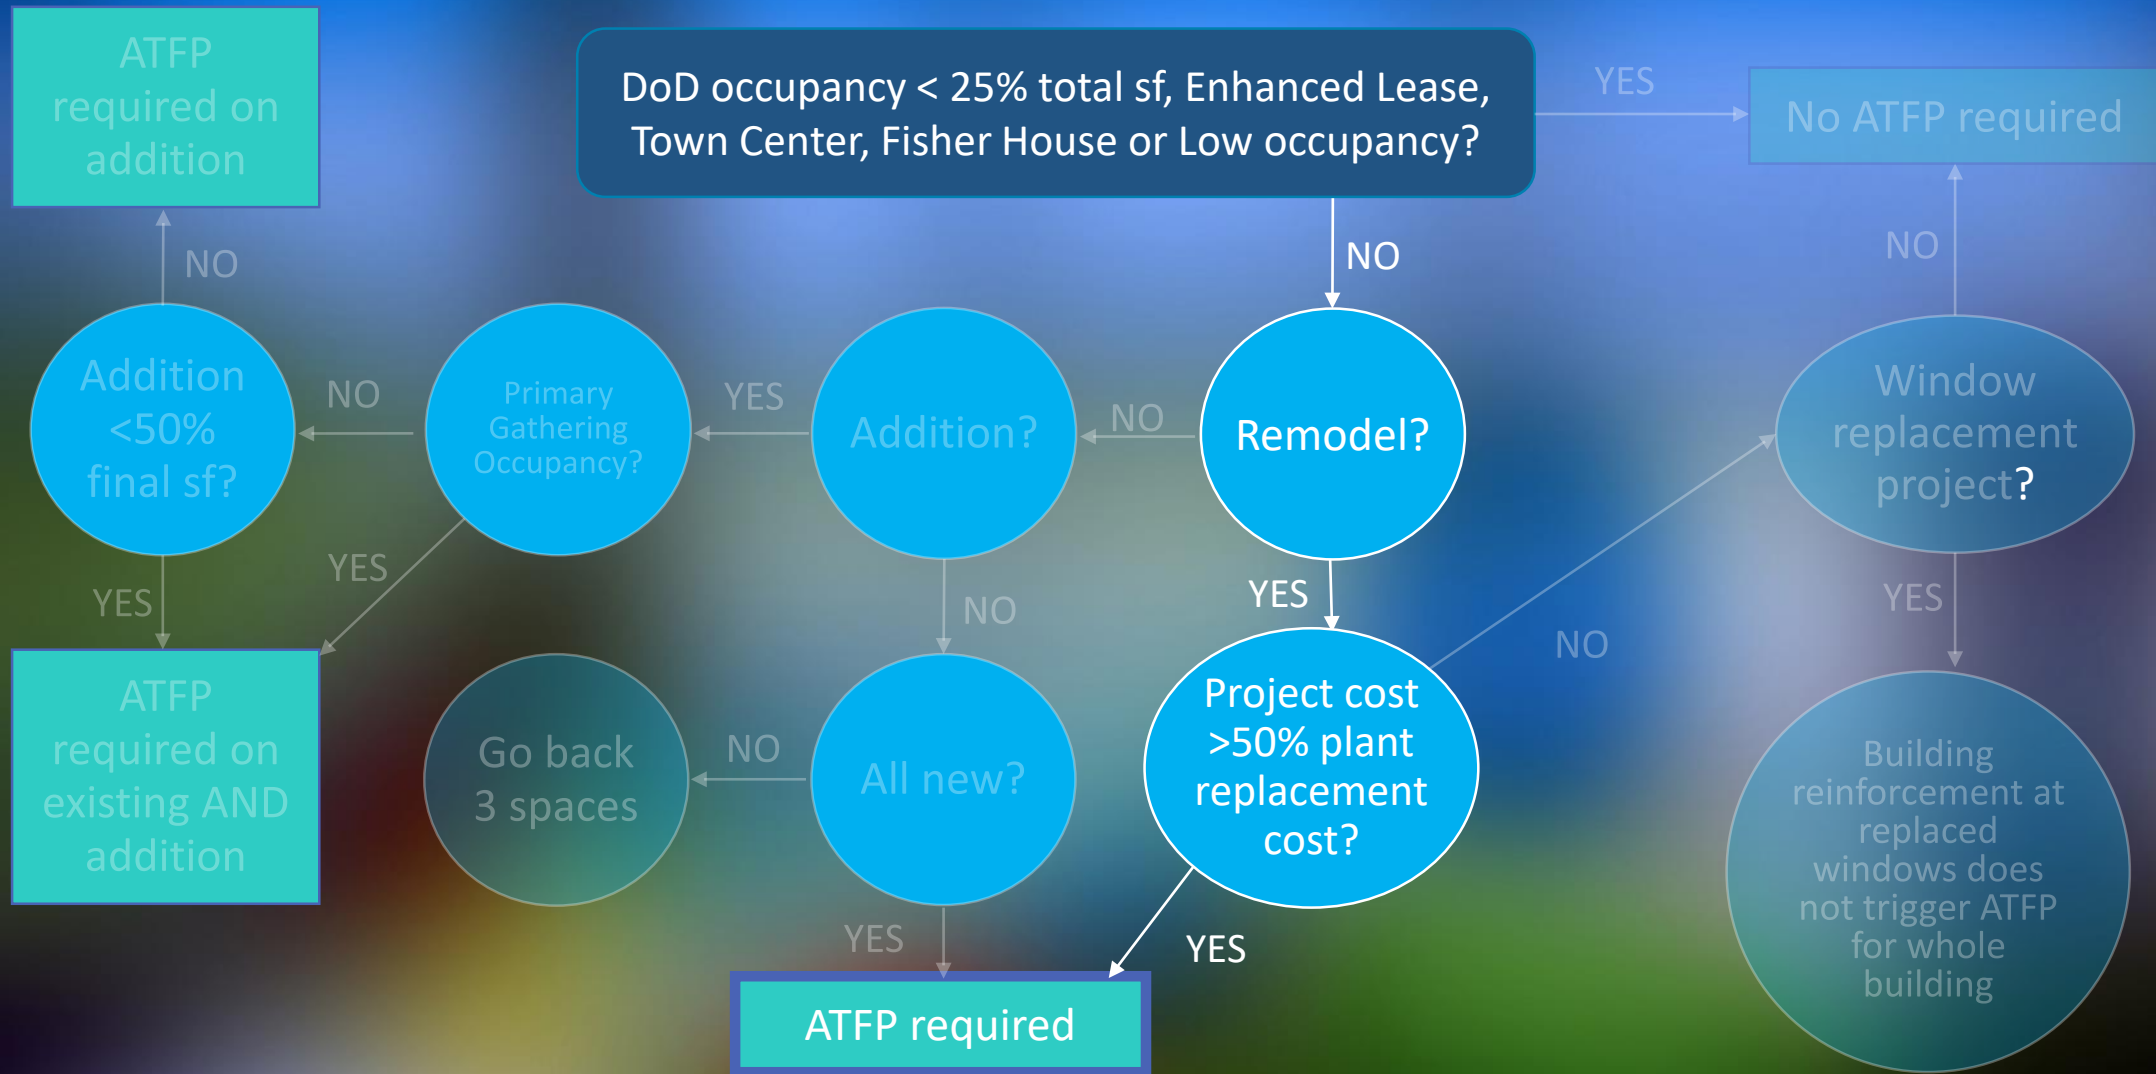 ATFP
required on
addition
DoD occupancy < 25% total sf, Enhanced Lease,
Town Center, Fisher House or Low occupancy?
YES
No ATFP required
NO
NO
NO
Addition
<50%
final sf?
NO
Primary
Gathering
Occupancy?
YES
Addition?
NO
Remodel?
Window
replacement
project?
YES
YES
NO
YES
NO
YES
ATFP
required on
existing AND
addition
Go back
3 spaces
NO
All new?
Project cost
>50% plant
replacement
cost?
Building
reinforcement at
replaced
windows does
not trigger ATFP
for whole
building
YES
YES
ATFP required